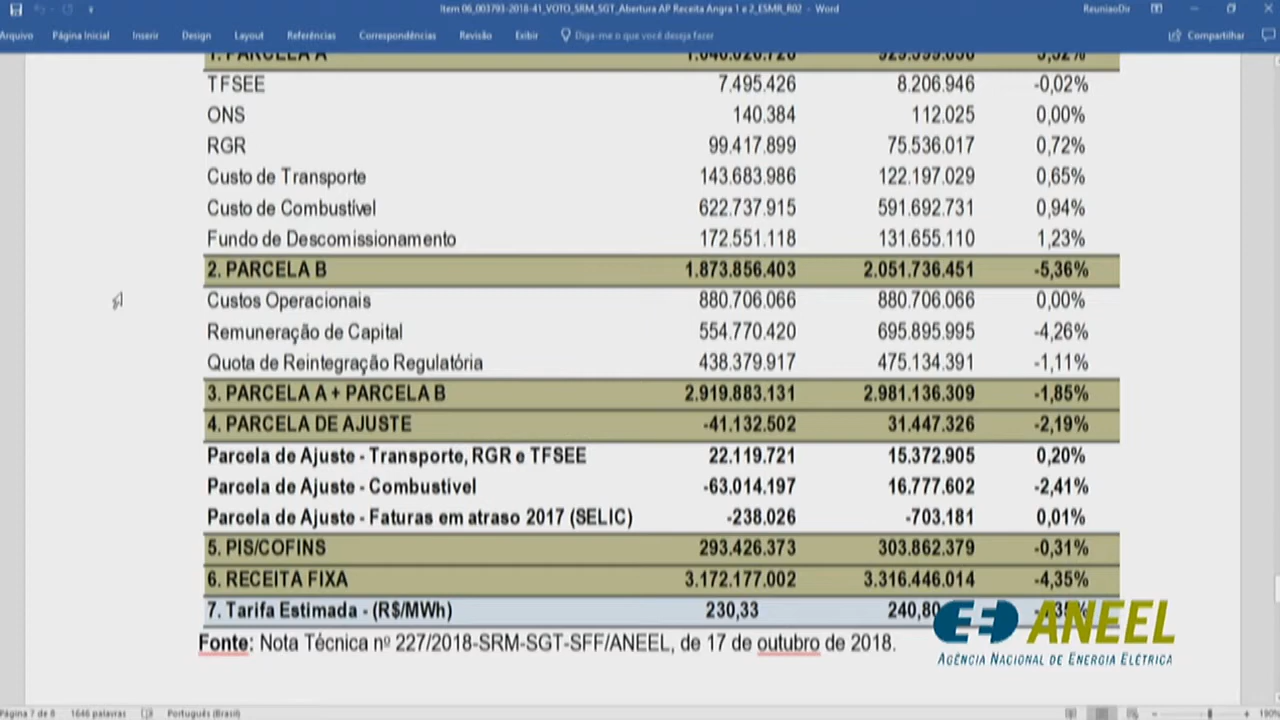 Item 06_003793-2018-41_VOTO_SRM_SGT_Abertura AP Receita Angra 1 e 2_ESMR_R02 - Word ReuniaoDir
Arquivo Página Inicial Inserir Design Layout Referências Correspondências Revisão Exibir Diga-me o que você deseja fazer Compartilhar
1. PARCELA A
TFSEE 7.495.426 8.206.946 -0,02%
ONS 140.384 112.025 0,00%
RGR 99.417.899 75.536.017 0,72%
Custo de Transporte 143.683.986 122.197.029 0,65%
Custo de Combustível 622.737.915 591.692.731 0,94%
Fundo de Descomissionamento 172.551.118 131.655.110 1,23%
2. PARCELA B 1.873.856.403 2.051.736.451 -5,36%
Custos Operacionais 880.706.066 880.706.066 0,00%
Remuneração de Capital 554.770.420 695.895.995 -4,26%
Quota de Reintegração Regulatória 438.379.917 475.134.391 -1,11%
3. PARCELA A + PARCELA B 2.919.883.131 2.981.136.309 -1,85%
4. PARCELA DE AJUSTE -41.132.502 31.447.326 -2,19%
Parcela de Ajuste - Transporte, RGR e TFSEE 22.119.721 15.372.905 0,20%
Parcela de Ajuste - Combustível -63.014.197 16.777.602 -2,41%
Parcela de Ajuste - Faturas em atraso 2017 (SELIC) -238.026 -703.181 0,01%
5. PIS/COFINS 293.426.373 303.862.379 -0,31%
6. RECEITA FIXA 3.172.177.002 3.316.446.014 -4,35%
7. Tarifa Estimada - (R$/MWh) 230,33 240,80
ANEEL
AGÊNCIA NACIONAL DE ENERGIA ELÉTRICA
Fonte: Nota Técnica nº 227/2018-SRM-SGT-SFF/ANEEL, de 17 de outubro de 2018.
Página 7 de 8 1646 palavras Português (Brasil) 190%